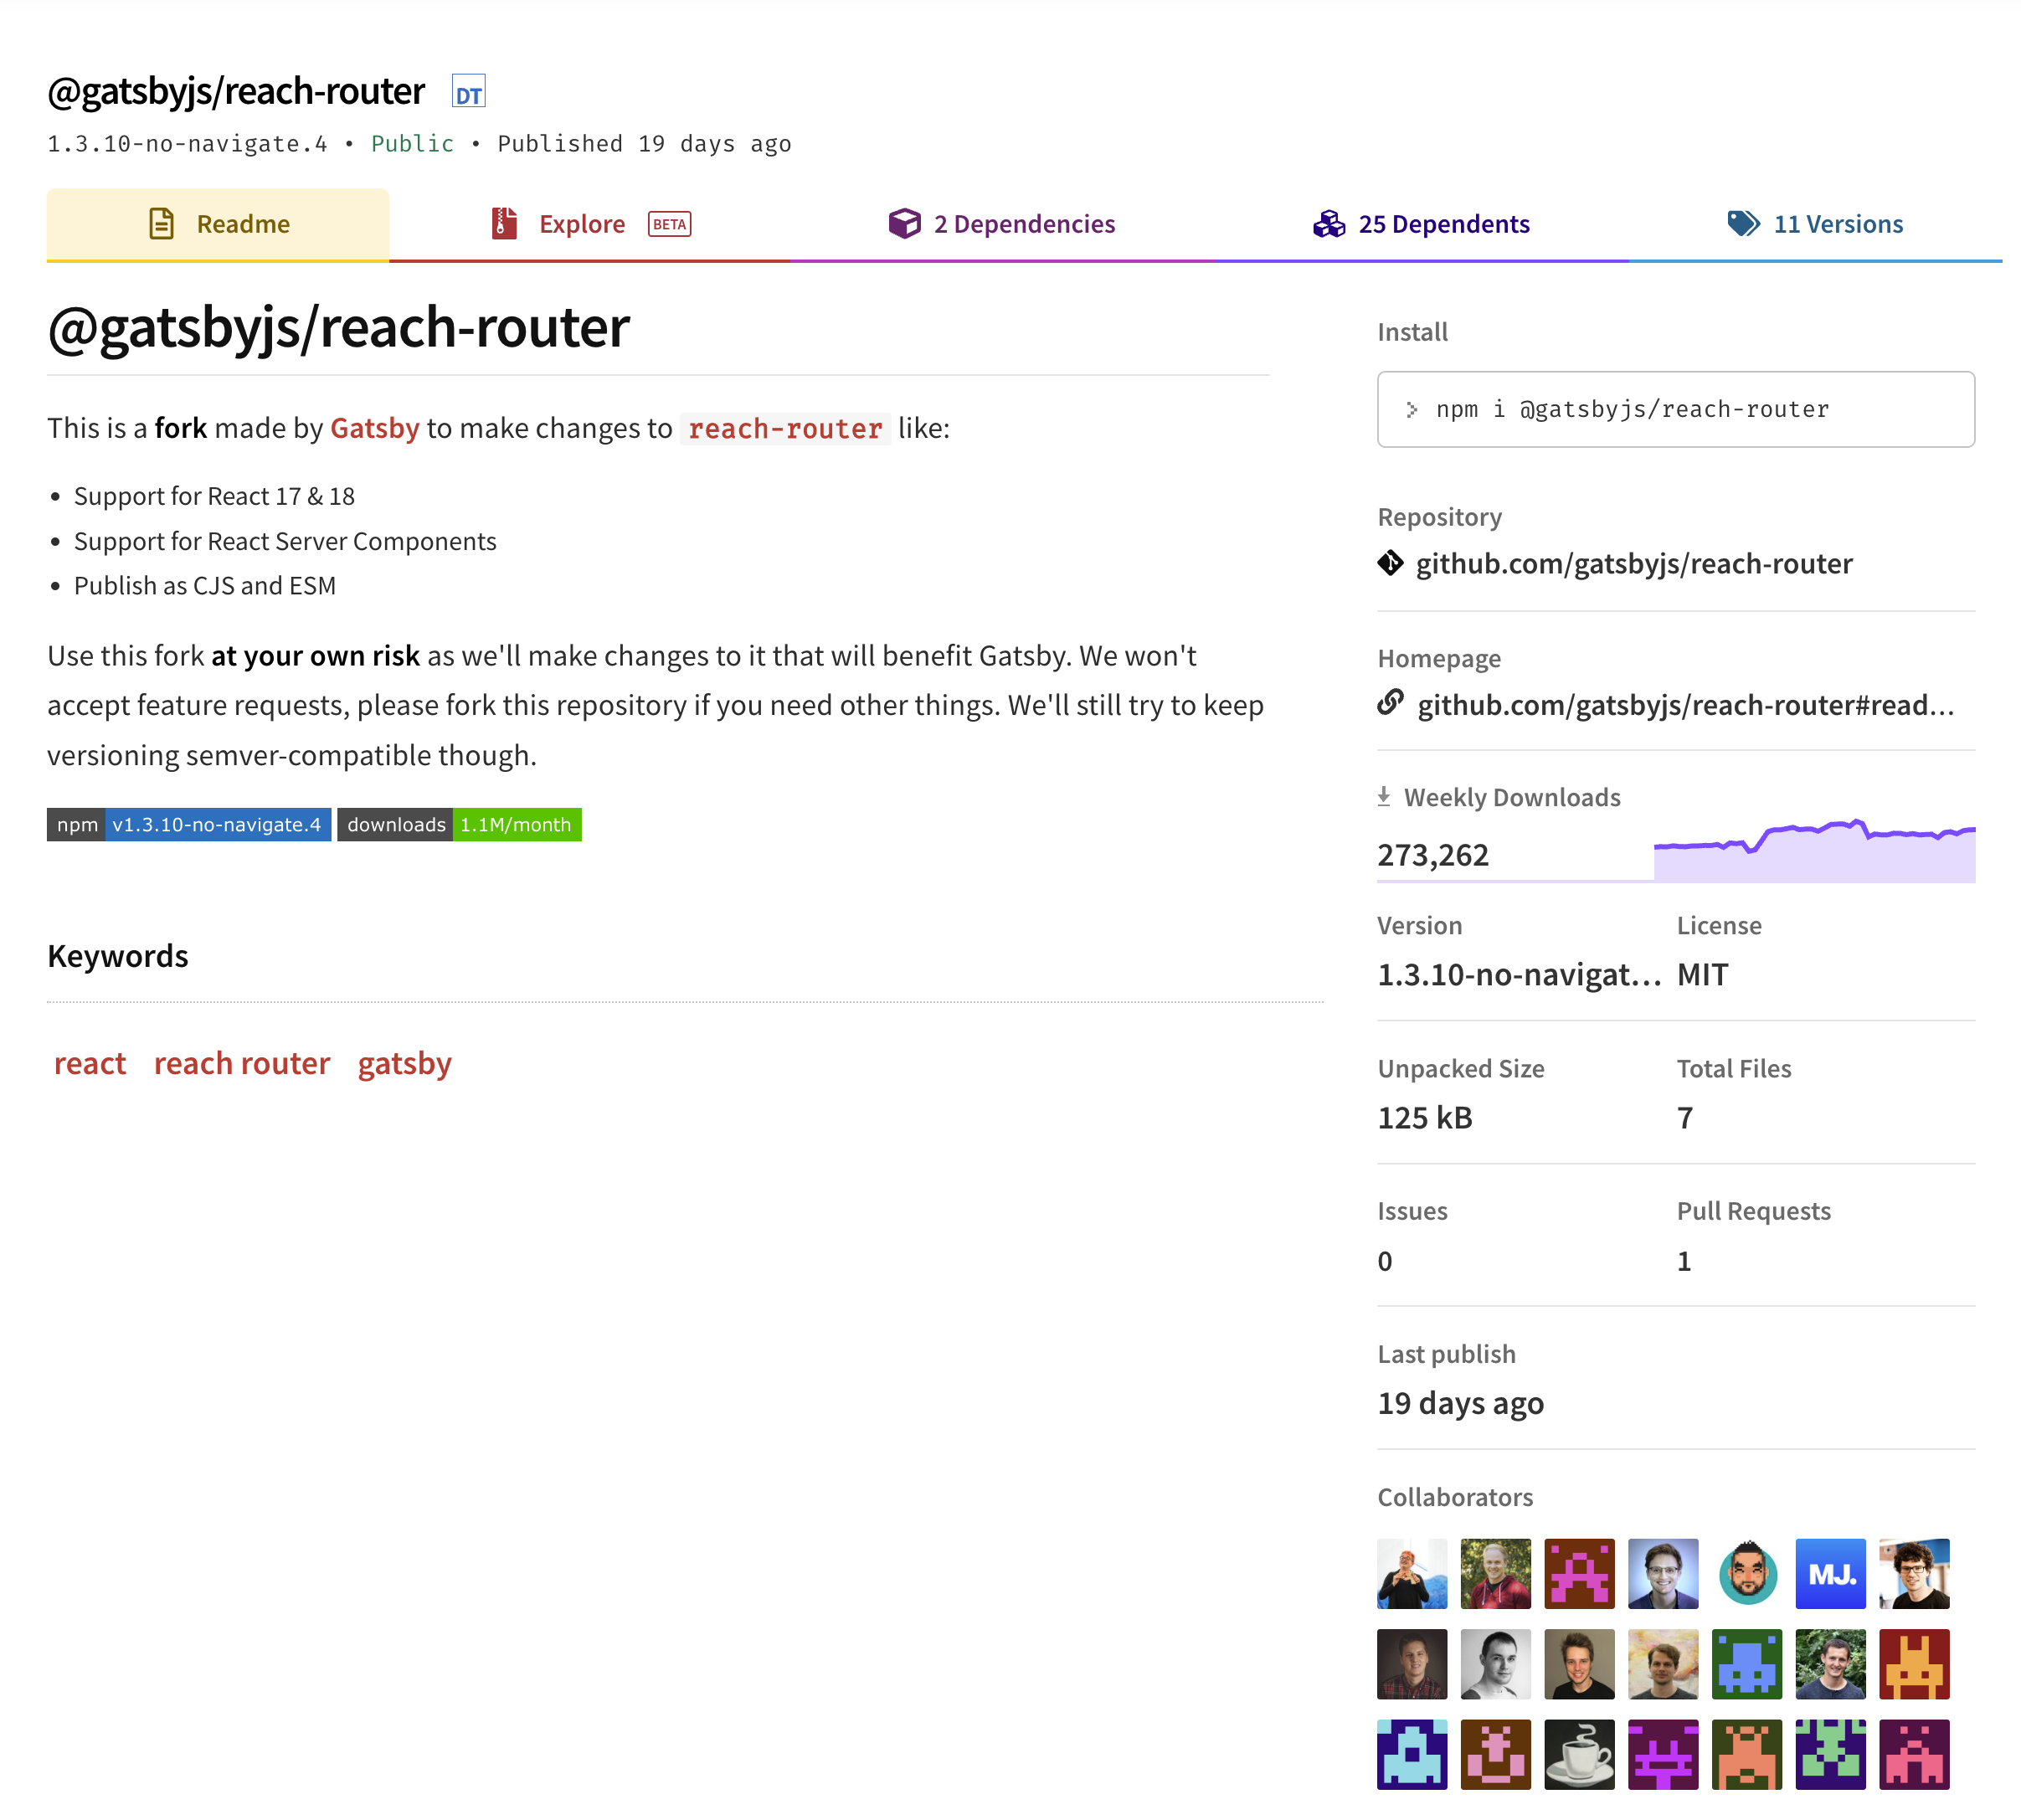 @gatsbyjs/reach-router DT
1.3.10-no-navigate.4 • Public • Published 19 days ago
Readme
Explore BETA
2 Dependencies
25 Dependents
11 Versions
@gatsbyjs/reach-router
This is a fork made by Gatsby to make changes to reach-router like:
• Support for React 17 & 18
• Support for React Server Components
• Publish as CJS and ESM
Use this fork at your own risk as we'll make changes to it that will benefit Gatsby. We won't
accept feature requests, please fork this repository if you need other things. We'll still try to keep
versioning semver-compatible though.
npm v1.3.10-no-navigate.4 downloads 1.1M/month
Keywords
react reach router gatsby
Install
> npm i @gatsbyjs/reach-router
Repository
github.com/gatsbyjs/reach-router
Homepage
github.com/gatsbyjs/reach-router#read...
Weekly Downloads
273,262
Version
1.3.10-no-navigat...
License
MIT
Unpacked Size
125 kB
Total Files
7
Issues
0
Pull Requests
1
Last publish
19 days ago
Collaborators
MJ.